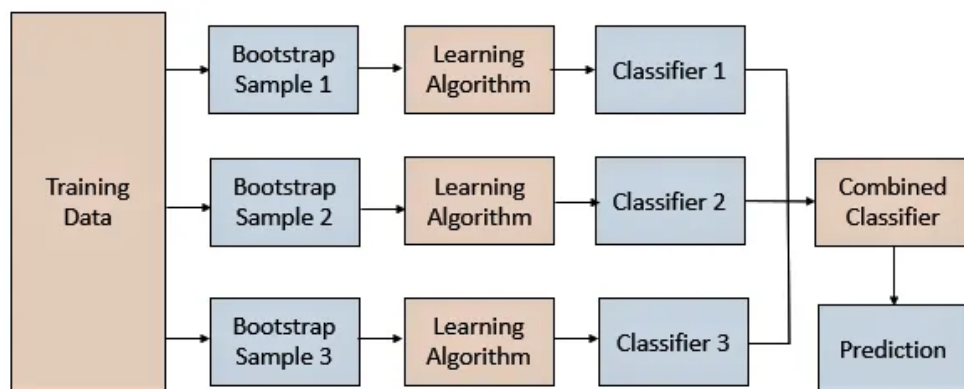 Training
Data
Bootstrap
Sample 1
Learning
Algorithm
Classifier 1
Bootstrap
Sample 2
Learning
Algorithm
Classifier 2
Bootstrap
Sample 3
Learning
Algorithm
Classifier 3
Combined
Classifier
Prediction